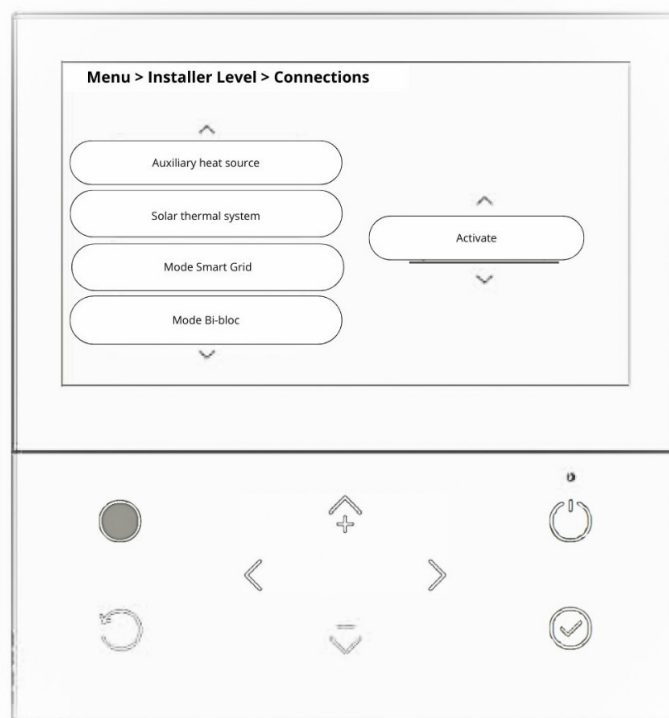 Menu > Installer Level > Connections
Auxiliary heat source
Solar thermal system
Mode Smart Grid
Mode Bi-bloc
Activate